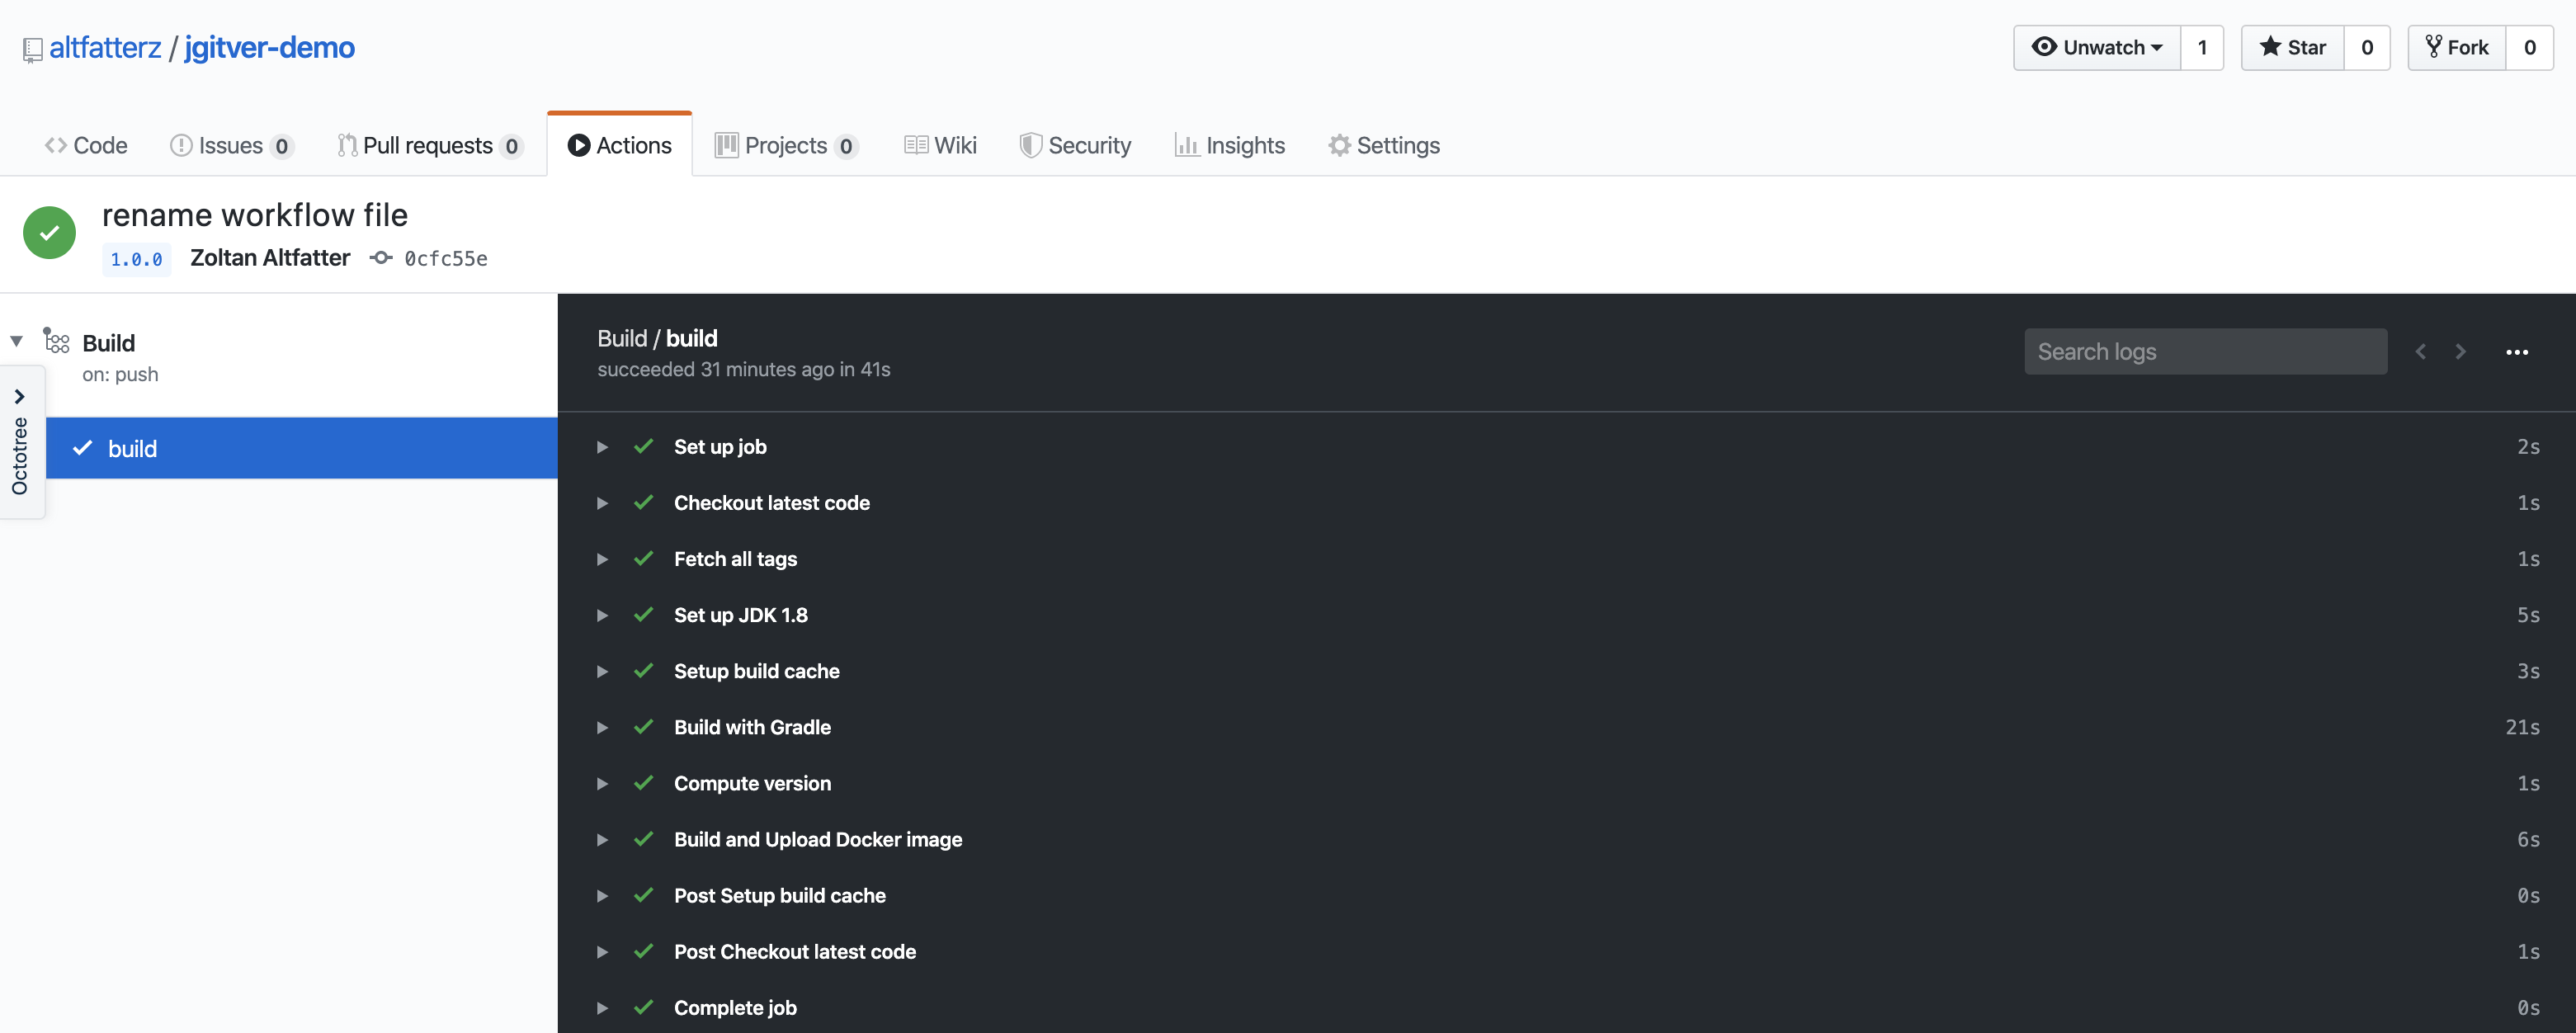 altfatterz / jgitver-demo
Unwatch 1 Star 0 Fork 0
Code Issues 0 Pull requests 0 Actions Projects 0 Wiki Security Insights Settings
rename workflow file
1.0.0 Zoltan Altfatter 0cfc55e
Build
on: push
Octotree
build
Build / build
succeeded 31 minutes ago in 41s
Search logs
Set up job 2s
Checkout latest code 1s
Fetch all tags 1s
Set up JDK 1.8 5s
Setup build cache 3s
Build with Gradle 21s
Compute version 1s
Build and Upload Docker image 6s
Post Setup build cache 0s
Post Checkout latest code 1s
Complete job 0s